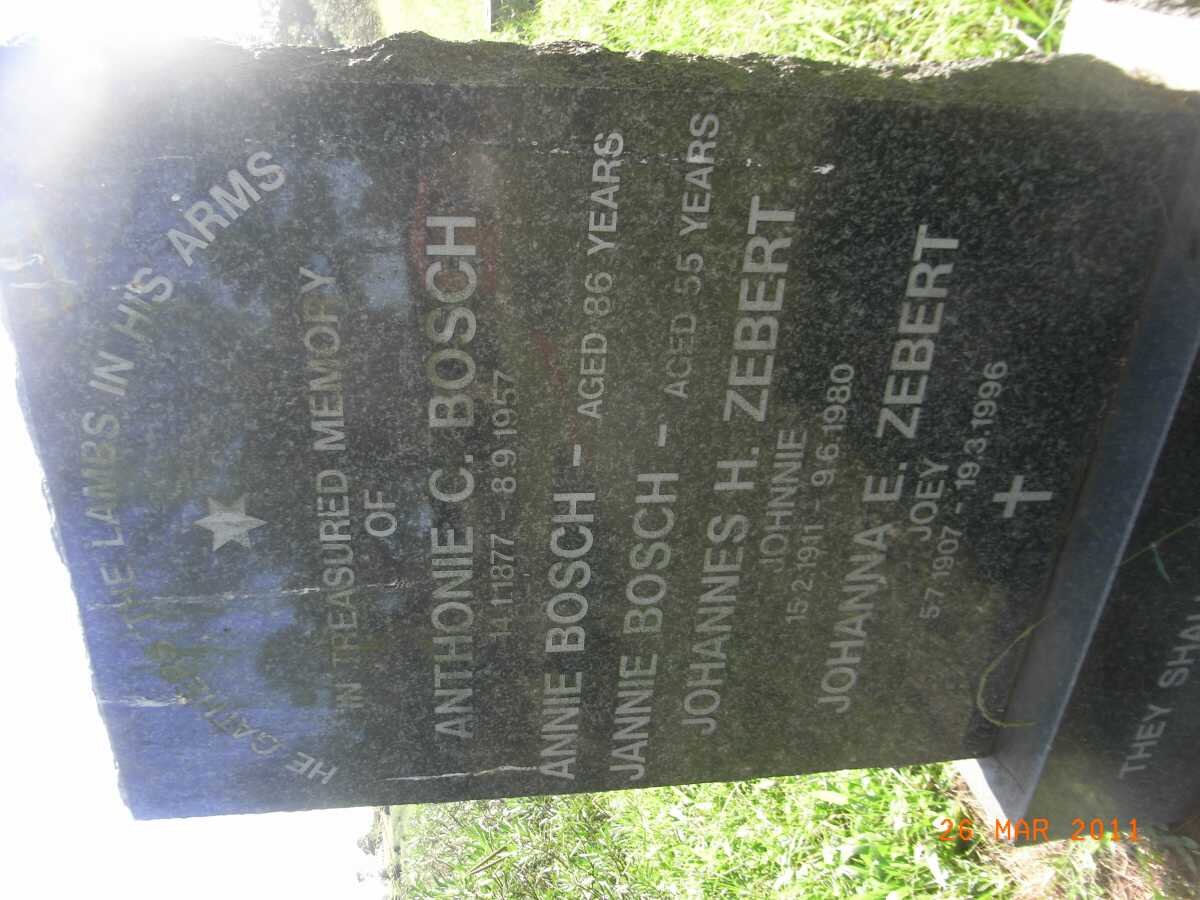 HE GATHERS THE LAMBS IN HIS ARMS
IN TREASURED MEMORY
OF
ANTHONIE C. BOSCH
14.1.1877 - 8.9.1957
ANNIE BOSCH - AGED 86 YEARS
JANNIE BOSCH - AGED 55 YEARS
JOHANNES H. ZEBERT
JOHNNIE
15.2.1911 - 9.6.1980
JOHANNA E. ZEBERT
JOEY
5.7.1907 - 19.3.1996
THEY SHAL
26 MAR 2011